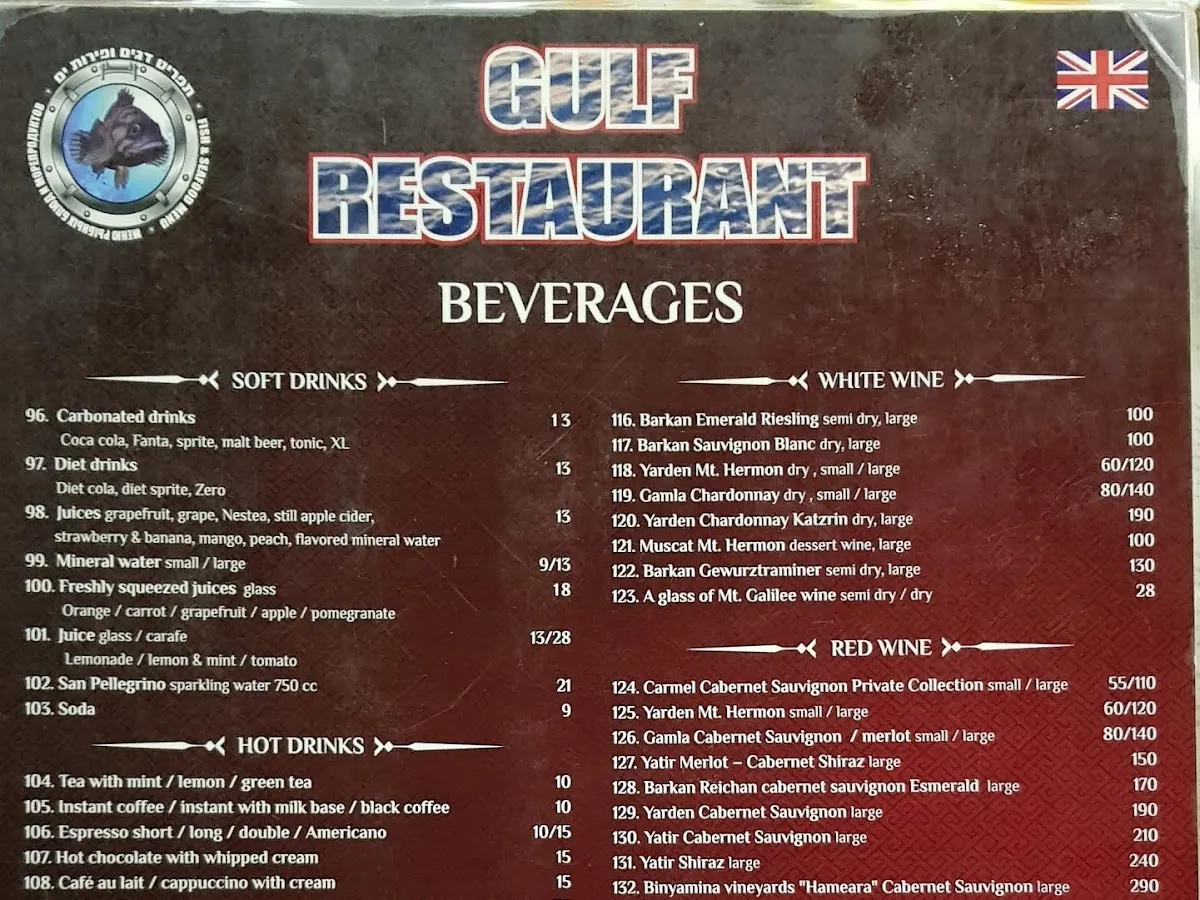 תפריט דגים ופירות ים
FISH & SEAFOOD MENU
МЕНЮ РЫБНЫХ БЛЮД И МОРЕПРОДУКТОВ
GULF
RESTAURANT
BEVERAGES
SOFT DRINKS
96. Carbonated drinks 13
Coca cola, Fanta, sprite, malt beer, tonic, XL
97. Diet drinks 13
Diet cola, diet sprite, Zero
98. Juices grapefruit, grape, Nestea, still apple cider, 13
strawberry & banana, mango, peach, flavored mineral water
99. Mineral water small / large 9/13
100. Freshly squeezed juices glass 18
Orange / carrot / grapefruit / apple / pomegranate
101. Juice glass / carafe 13/28
Lemonade / lemon & mint / tomato
102. San Pellegrino sparkling water 750 cc 21
103. Soda 9
HOT DRINKS
104. Tea with mint / lemon / green tea 10
105. Instant coffee / instant with milk base / black coffee 10
106. Espresso short / long / double / Americano 10/15
107. Hot chocolate with whipped cream 15
108. Café au lait / cappuccino with cream 15
WHITE WINE
116. Barkan Emerald Riesling semi dry, large 100
117. Barkan Sauvignon Blanc dry, large 100
118. Yarden Mt. Hermon dry , small / large 60/120
119. Gamla Chardonnay dry , small / large 80/140
120. Yarden Chardonnay Katzrin dry, large 190
121. Muscat Mt. Hermon dessert wine, large 100
122. Barkan Gewurztraminer semi dry, large 130
123. A glass of Mt. Galilee wine semi dry / dry 28
RED WINE
124. Carmel Cabernet Sauvignon Private Collection small / large 55/110
125. Yarden Mt. Hermon small / large 60/120
126. Gamla Cabernet Sauvignon / merlot small / large 80/140
127. Yatir Merlot – Cabernet Shiraz large 150
128. Barkan Reichan cabernet sauvignon Esmerald large 170
129. Yarden Cabernet Sauvignon large 190
130. Yatir Cabernet Sauvignon large 210
131. Yatir Shiraz large 240
132. Binyamina vineyards "Hameara" Cabernet Sauvignon large 290